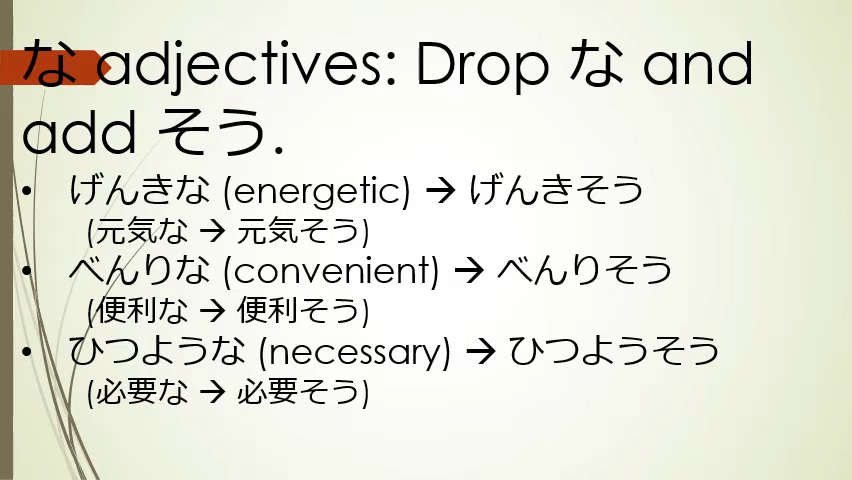 な adjectives: Drop な and
add そう.
• げんきな (energetic) → げんきそう
(元気な → 元気そう)
• べんりな (convenient) → べんりそう
(便利な → 便利そう)
• ひつような (necessary) → ひつようそう
(必要な → 必要そう)